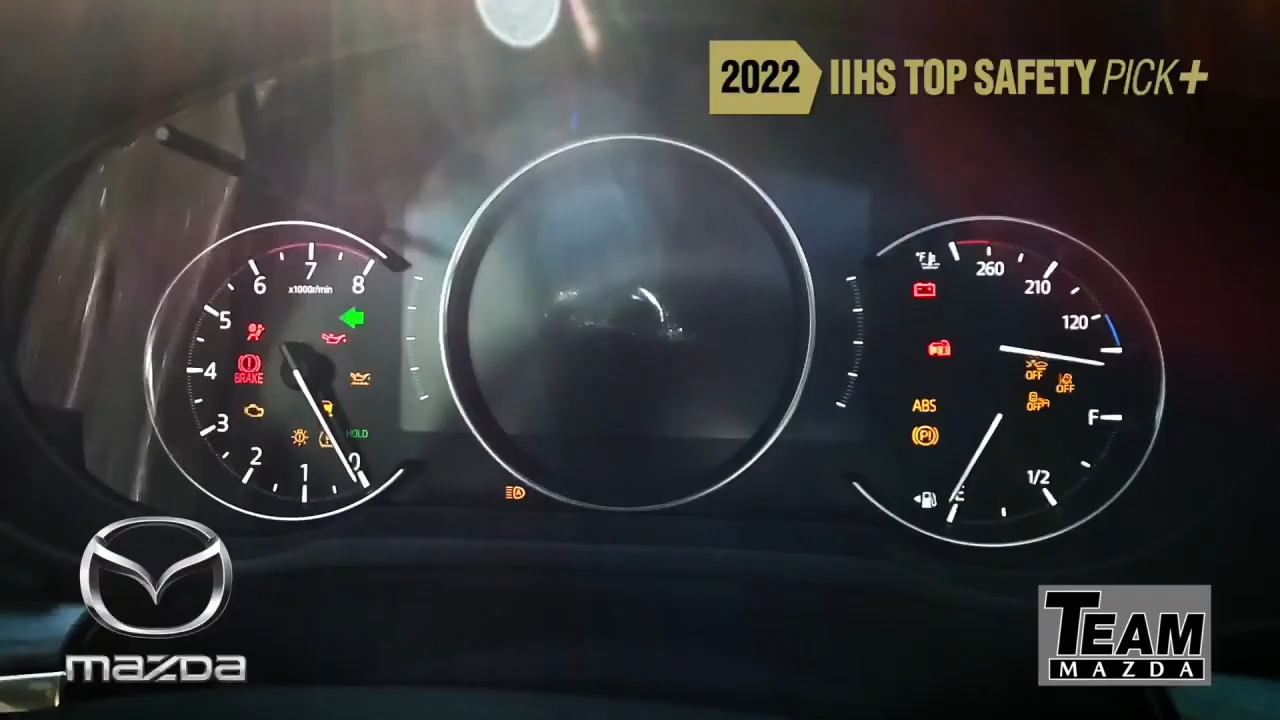 2022 IIHS TOP SAFETY PICK+
6 7 8
x1000r/min
5
4
3
2
1
0
BRAKE
HOLD
°F
260
210
120
OFF
OFF
OFF
ABS
F
1/2
E
mazda
TEAM
MAZDA